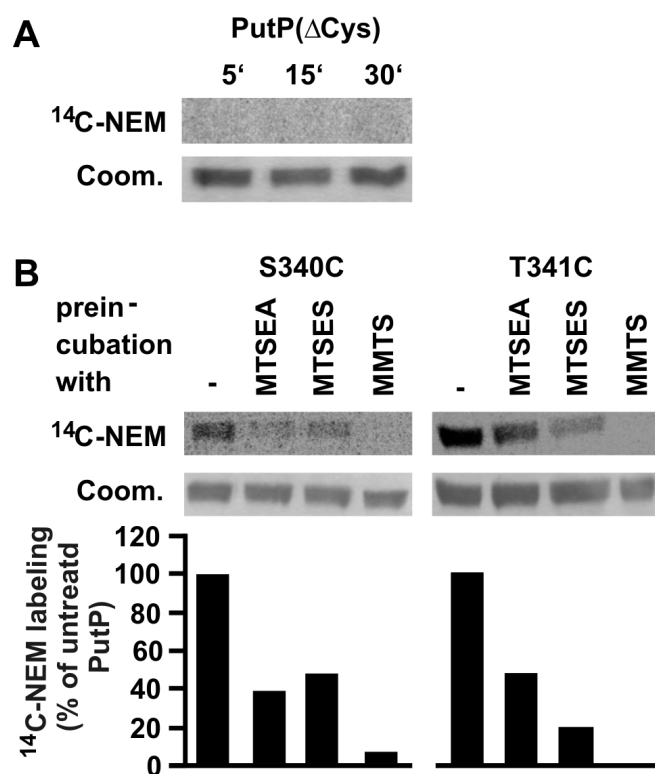 A
PutP(ΔCys)
5‘ 15‘ 30‘
¹⁴C-NEM
Coom.
B
S340C T341C
prein-
cubation
with
- MTSEA MTSES MMTS - MTSEA MTSES MMTS
¹⁴C-NEM
Coom.
¹⁴C-NEM labeling
(% of untreatd
PutP)
120
100
80
60
40
20
0